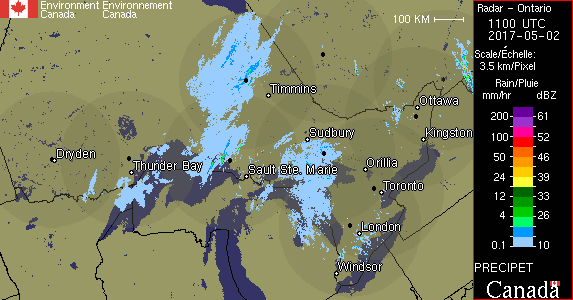 Environment Environnement
Canada Canada
100 KM
Timmins
Ottawa
Sudbury
Kingston
Dryden
Thunder Bay
Sault Ste. Marie
Orillia
Toronto
London
Windsor
Radar - Ontario
1100 UTC
2017-05-02
Scale/Échelle:
3.5 km/Pixel
Rain/Pluie
mm/hr dBZ
200 61
100 52
50 46
24 39
12 33
4 26
0.1 10
PRECIPET
Canada